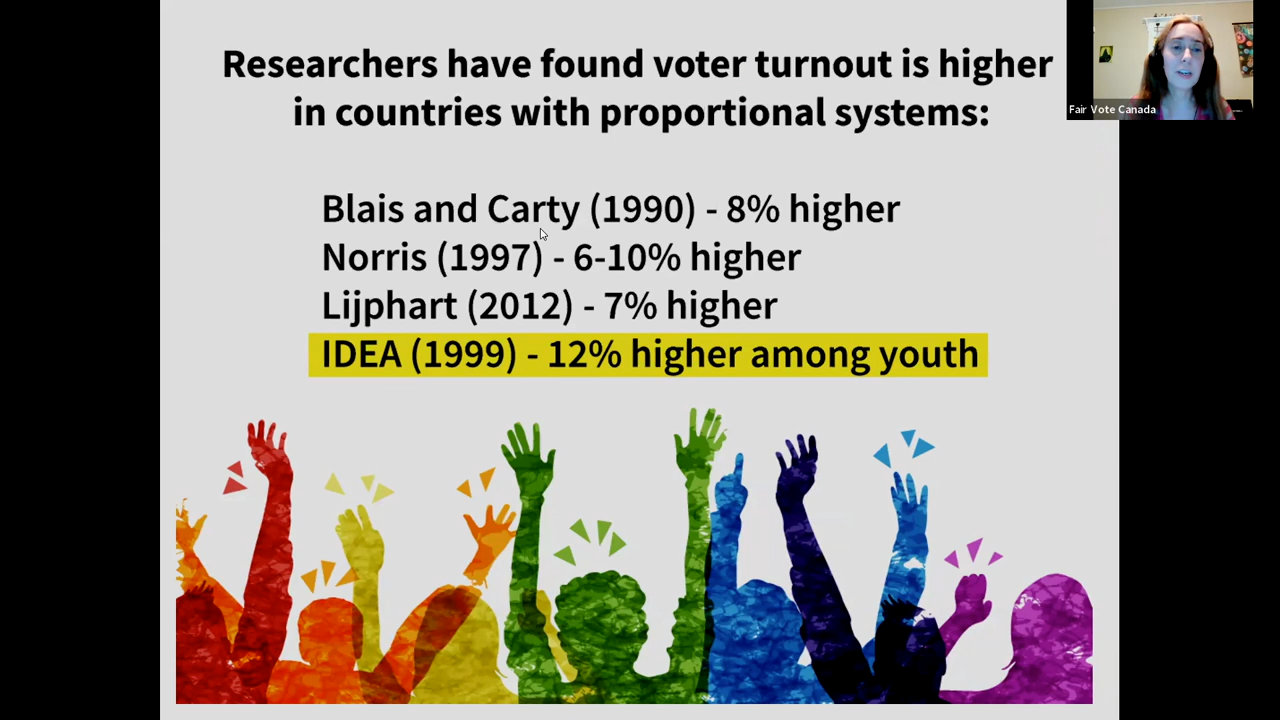 Researchers have found voter turnout is higher
in countries with proportional systems:
Fair Vote Canada
Blais and Carty (1990) - 8% higher
Norris (1997) - 6-10% higher
Lijphart (2012) - 7% higher
IDEA (1999) - 12% higher among youth